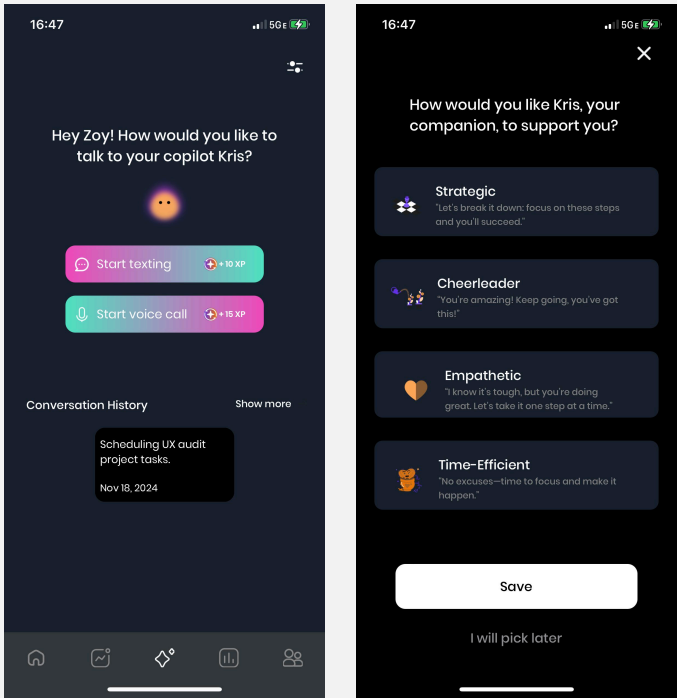 16:47
5GE
Hey Zoy! How would you like to
talk to your copilot Kris?
Start texting
+ 10 XP
Start voice call
+ 15 XP
Conversation History
Show more
Scheduling UX audit
project tasks.
Nov 18, 2024
16:47
5GE
How would you like Kris, your
companion, to support you?
Strategic
"Let's break it down: focus on these steps
and you'll succeed."
Cheerleader
"You're amazing! Keep going, you've got
this!"
Empathetic
"I know it's tough, but you're doing
great. Let's take it one step at a time."
Time-Efficient
"No excuses—time to focus and make it
happen."
Save
I will pick later